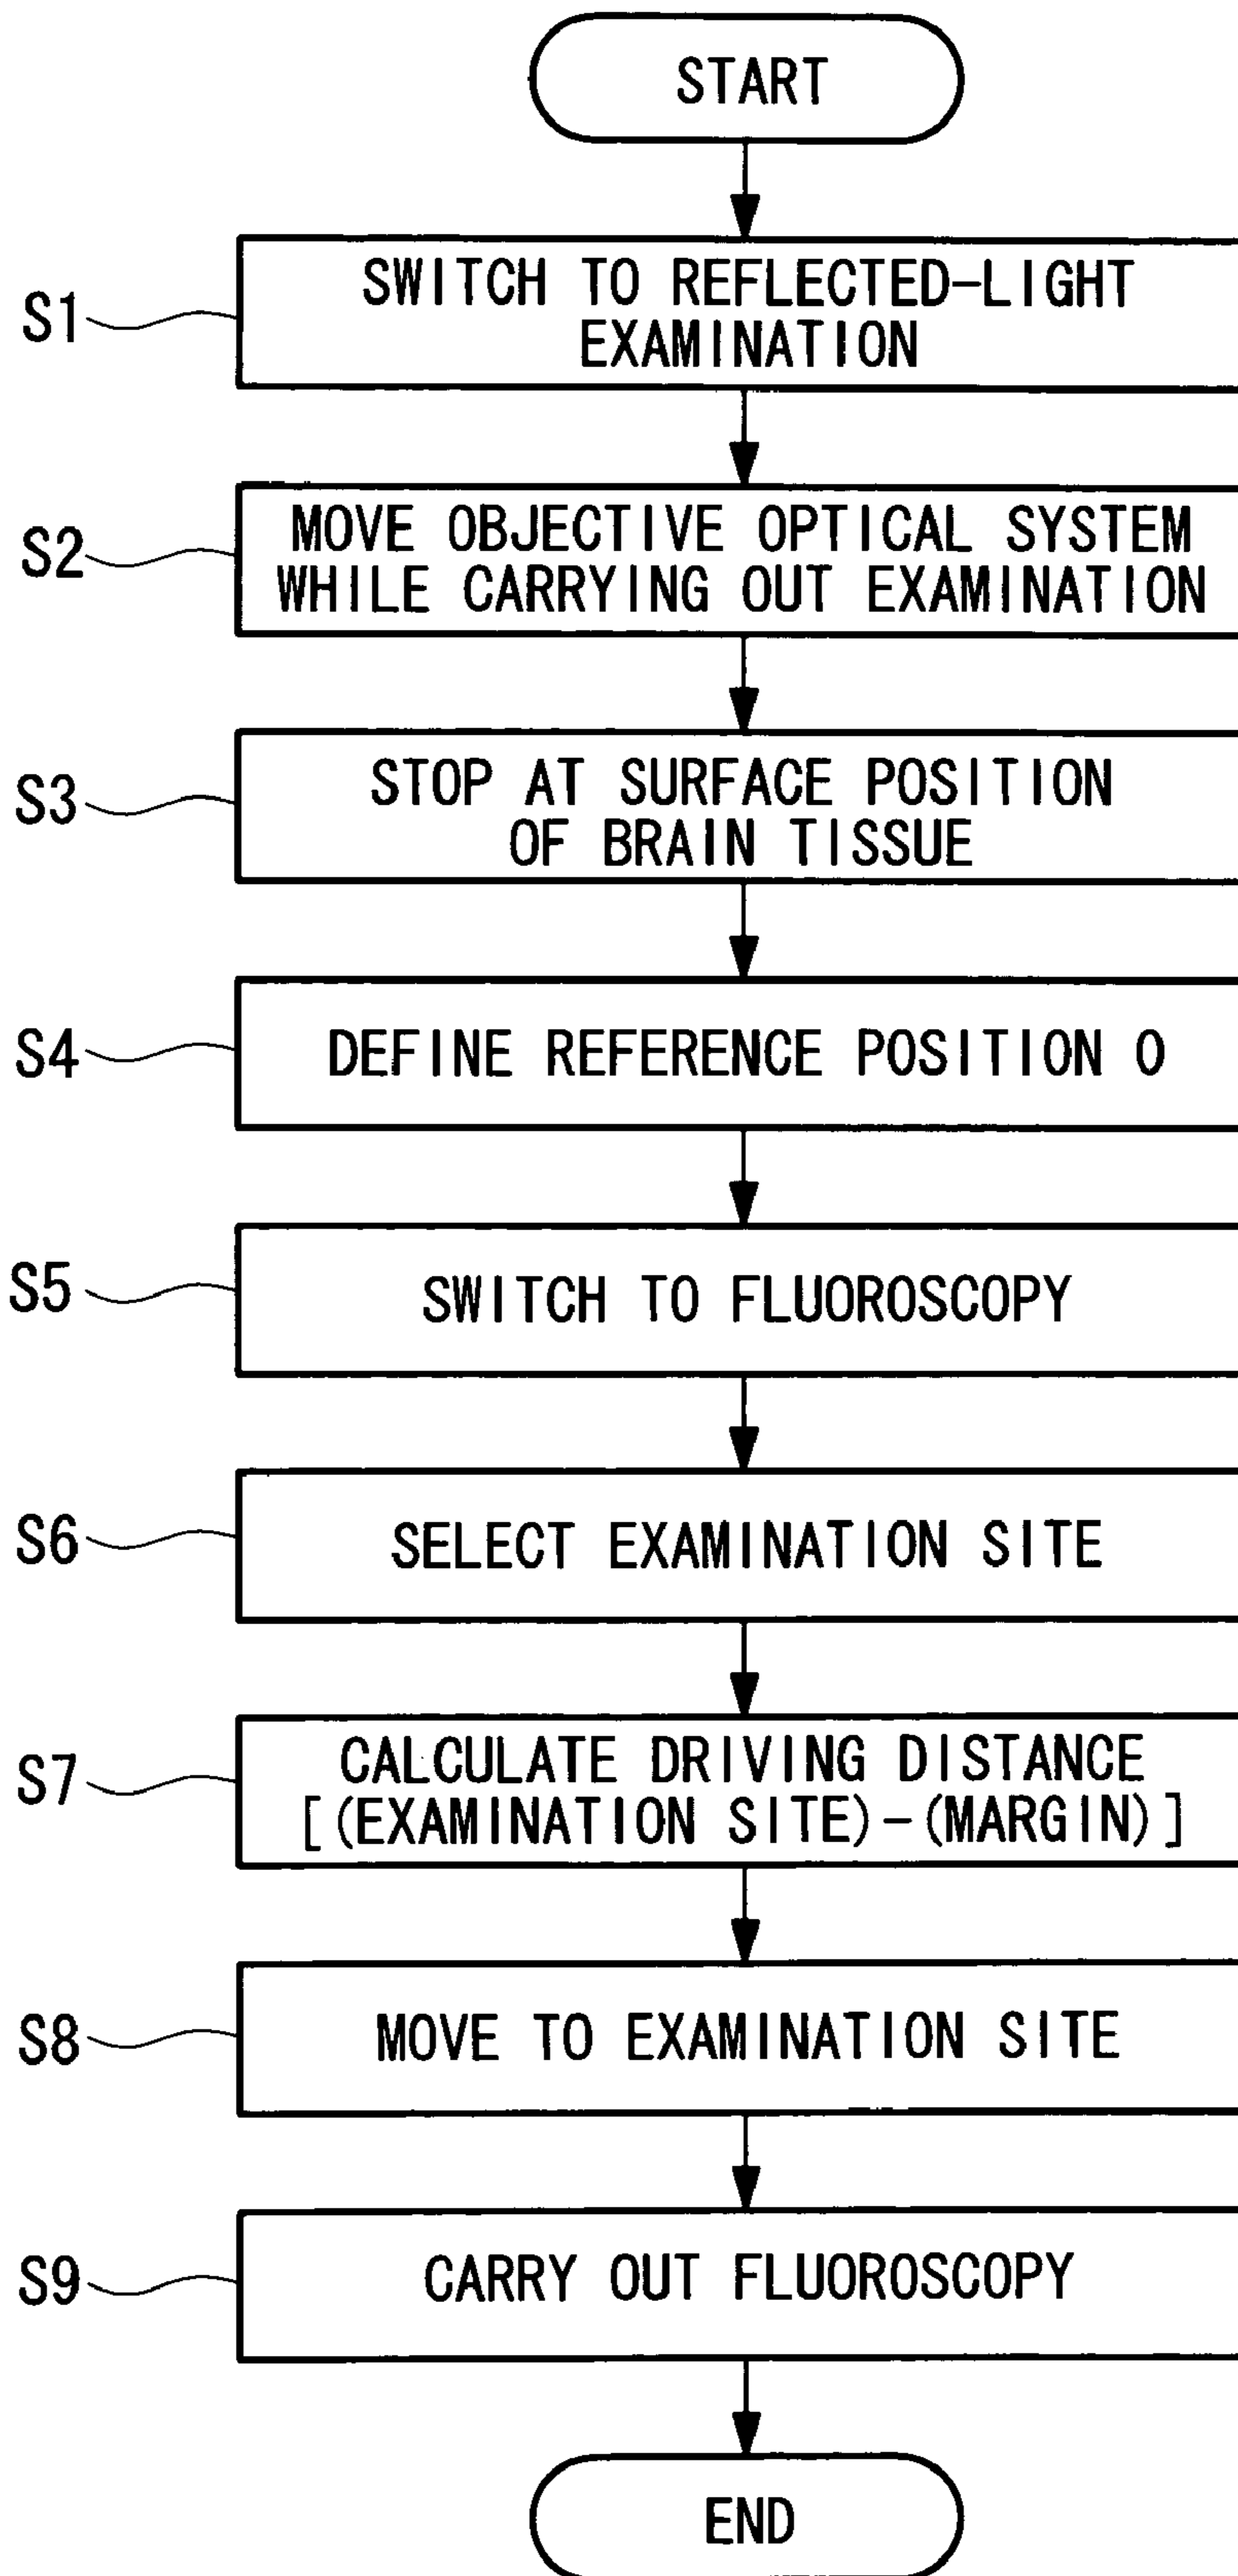 START
S1
SWITCH TO REFLECTED-LIGHT
EXAMINATION
S2
MOVE OBJECTIVE OPTICAL SYSTEM
WHILE CARRYING OUT EXAMINATION
S3
STOP AT SURFACE POSITION
OF BRAIN TISSUE
S4
DEFINE REFERENCE POSITION O
S5
SWITCH TO FLUOROSCOPY
S6
SELECT EXAMINATION SITE
S7
CALCULATE DRIVING DISTANCE
[(EXAMINATION SITE)-(MARGIN)]
S8
MOVE TO EXAMINATION SITE
S9
CARRY OUT FLUOROSCOPY
END